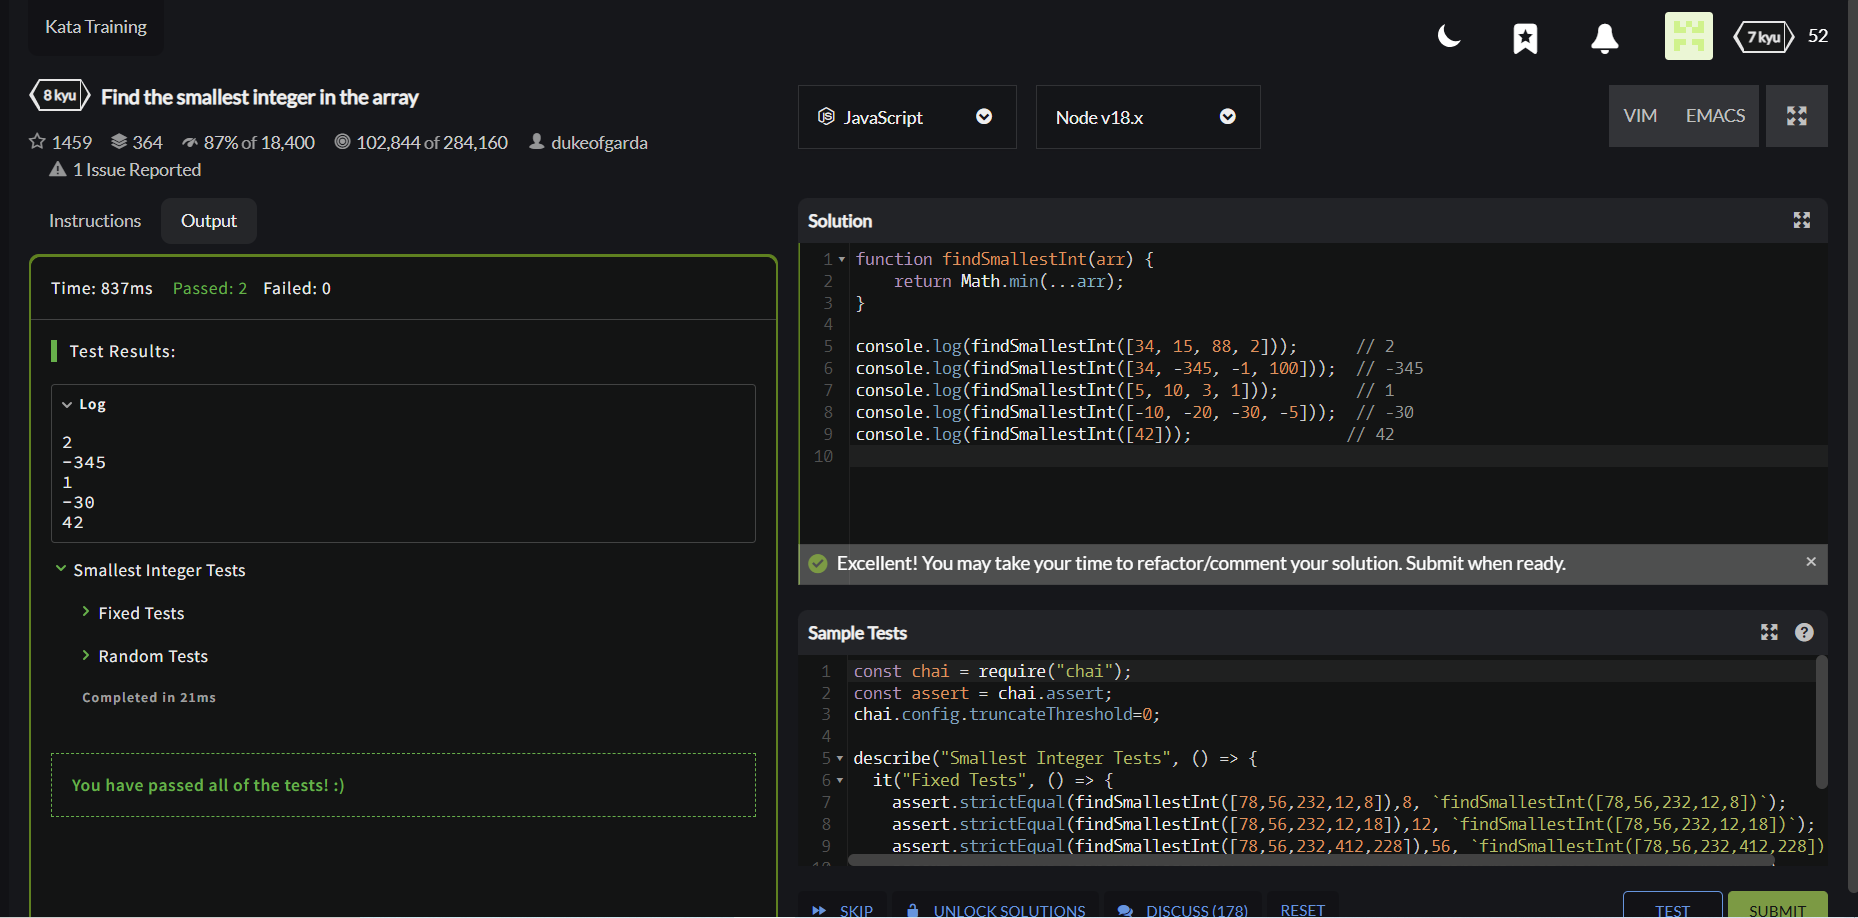 Kata Training
7 kyu 52
8 kyu Find the smallest integer in the array
1459 364 87% of 18,400 102,844 of 284,160 dukeofgarda
1 Issue Reported
JavaScript Node v18.x VIM EMACS
Instructions Output
Time: 837ms Passed: 2 Failed: 0
Test Results:
Log
2
-345
1
-30
42
Smallest Integer Tests
Fixed Tests
Random Tests
Completed in 21ms
You have passed all of the tests! :)
Solution
1 function findSmallestInt(arr) {
2     return Math.min(...arr);
3 }
4
5 console.log(findSmallestInt([34, 15, 88, 2]));      // 2
6 console.log(findSmallestInt([34, -345, -1, 100]));  // -345
7 console.log(findSmallestInt([5, 10, 3, 1]));        // 1
8 console.log(findSmallestInt([-10, -20, -30, -5]));  // -30
9 console.log(findSmallestInt([42]));                // 42
10
Excellent! You may take your time to refactor/comment your solution. Submit when ready. ×
Sample Tests ?
1 const chai = require("chai");
2 const assert = chai.assert;
3 chai.config.truncateThreshold=0;
4
5 describe("Smallest Integer Tests", () => {
6   it("Fixed Tests", () => {
7     assert.strictEqual(findSmallestInt([78,56,232,12,8]),8, `findSmallestInt([78,56,232,12,8])`);
8     assert.strictEqual(findSmallestInt([78,56,232,12,18]),12, `findSmallestInt([78,56,232,12,18])`);
9     assert.strictEqual(findSmallestInt([78,56,232,412,228]),56, `findSmallestInt([78,56,232,412,228])
10
SKIP UNLOCK SOLUTIONS DISCUSS (178) RESET TEST SUBMIT